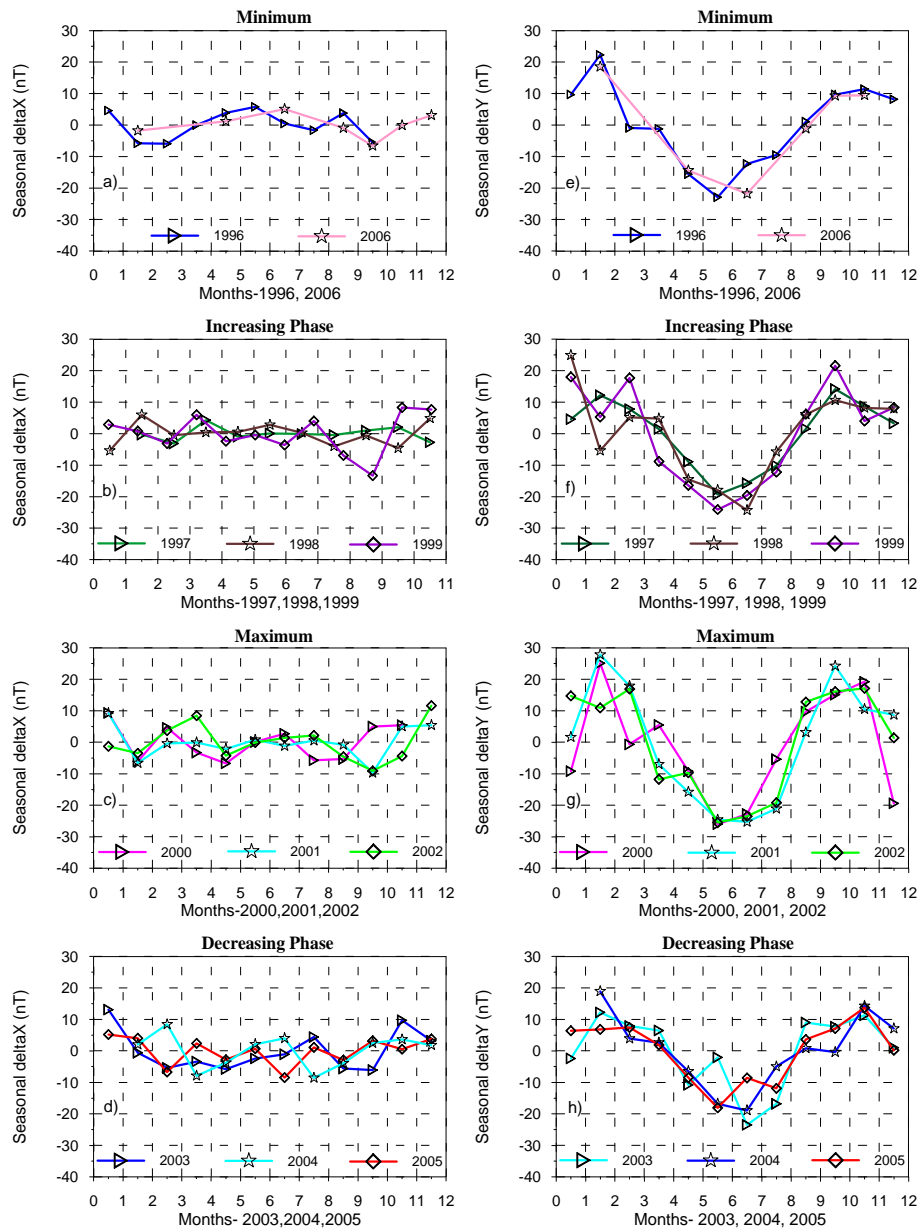 Minimum
30
20
10
0
-10
-20
-30
-40
Seasonal deltaX (nT)
a)
1996 2006
0 1 2 3 4 5 6 7 8 9 10 11 12
Months-1996, 2006
Minimum
30
20
10
0
-10
-20
-30
-40
Seasonal deltaY (nT)
e)
1996 2006
0 1 2 3 4 5 6 7 8 9 10 11 12
Months-1996, 2006
Increasing Phase
30
20
10
0
-10
-20
-30
-40
Seasonal deltaX (nT)
b)
1997 1998 1999
0 1 2 3 4 5 6 7 8 9 10 11
Months-1997,1998,1999
Increasing Phase
30
20
10
0
-10
-20
-30
-40
Seasonal deltaY (nT)
f)
1997 1998 1999
0 1 2 3 4 5 6 7 8 9 10 11 12
Months-1997, 1998, 1999
Maximum
30
20
10
0
-10
-20
-30
-40
Seasonal deltaX (nT)
c)
2000 2001 2002
0 1 2 3 4 5 6 7 8 9 10 11 12
Months-2000,2001,2002
Maximum
30
20
10
0
-10
-20
-30
-40
Seasonal deltaY (nT)
g)
2000 2001 2002
0 1 2 3 4 5 6 7 8 9 10 11 12
Months-2000, 2001, 2002
Decreasing Phase
30
20
10
0
-10
-20
-30
-40
Seasonal deltaX (nT)
d)
2003 2004 2005
0 1 2 3 4 5 6 7 8 9 10 11 12
Months- 2003,2004,2005
Decreasing Phase
30
20
10
0
-10
-20
-30
-40
Seasonal deltaY (nT)
h)
2003 2004 2005
0 1 2 3 4 5 6 7 8 9 10 11 12
Months- 2003, 2004, 2005